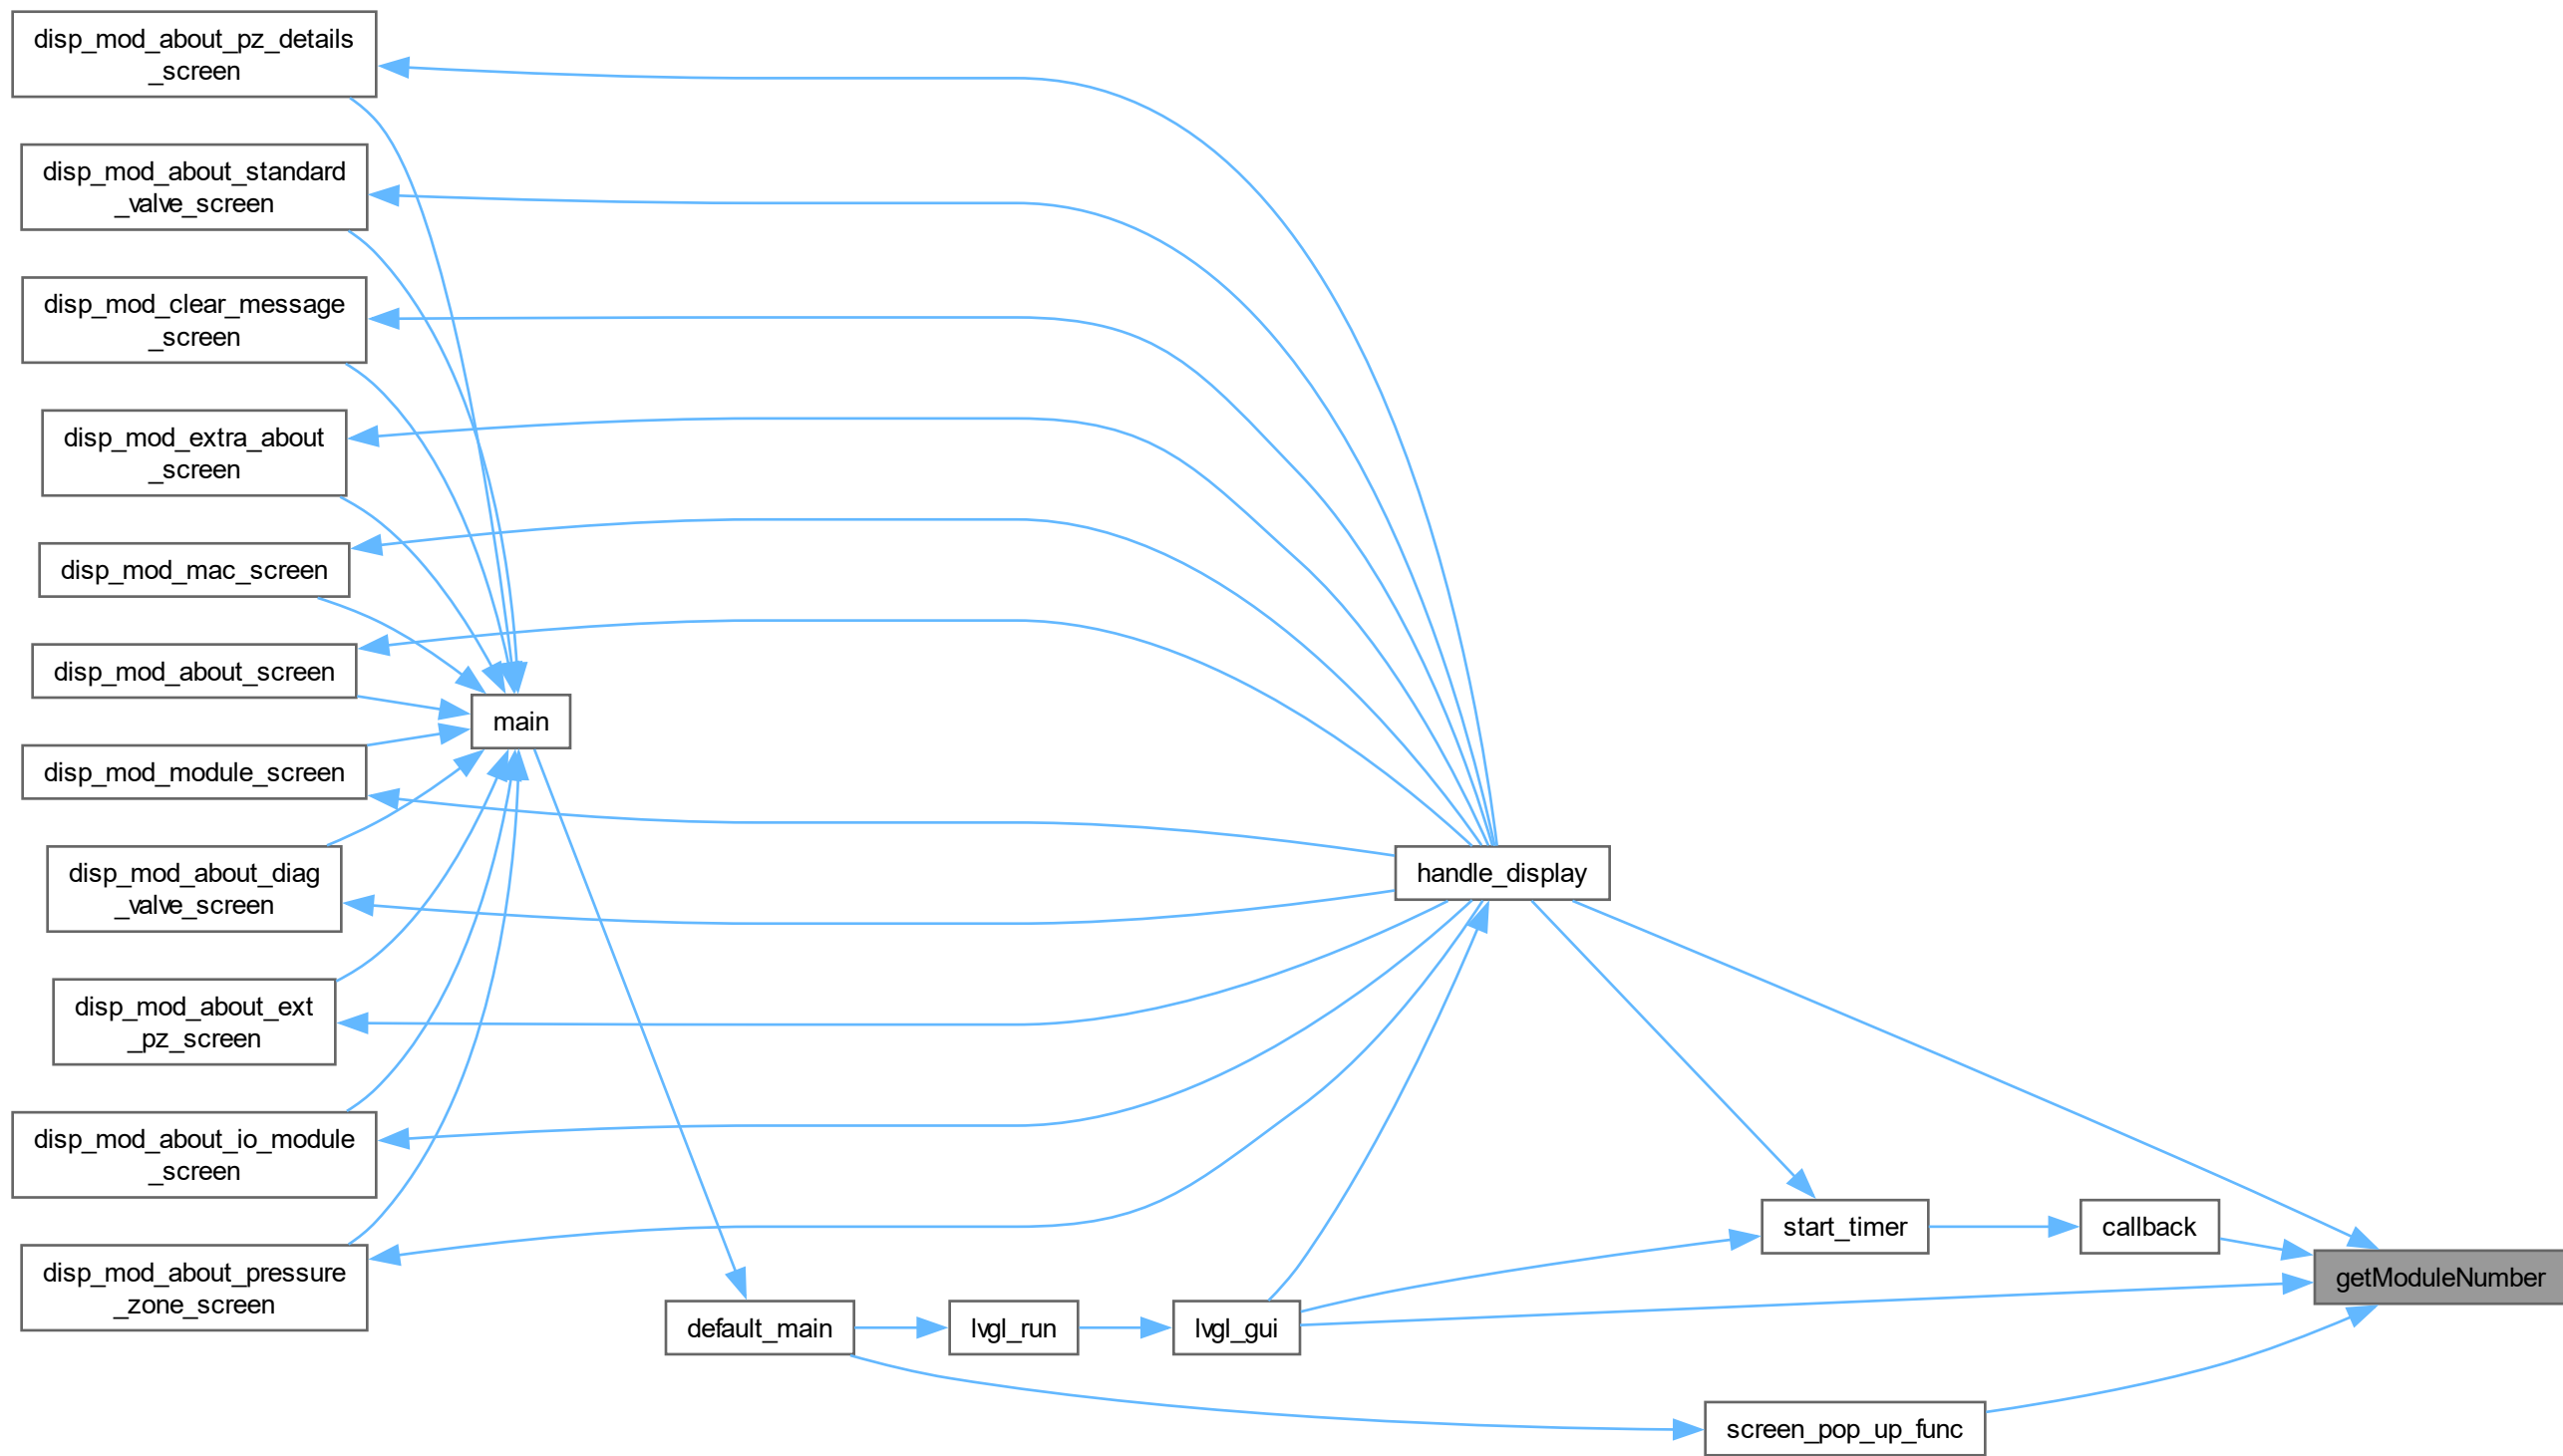 disp_mod_about_pz_details
_screen
disp_mod_about_standard
_valve_screen
disp_mod_clear_message
_screen
disp_mod_extra_about
_screen
disp_mod_mac_screen
disp_mod_about_screen
main
disp_mod_module_screen
disp_mod_about_diag
_valve_screen
handle_display
disp_mod_about_ext
_pz_screen
disp_mod_about_io_module
_screen
start_timer
callback
disp_mod_about_pressure
_zone_screen
getModuleNumber
default_main
lvgl_run
lvgl_gui
screen_pop_up_func